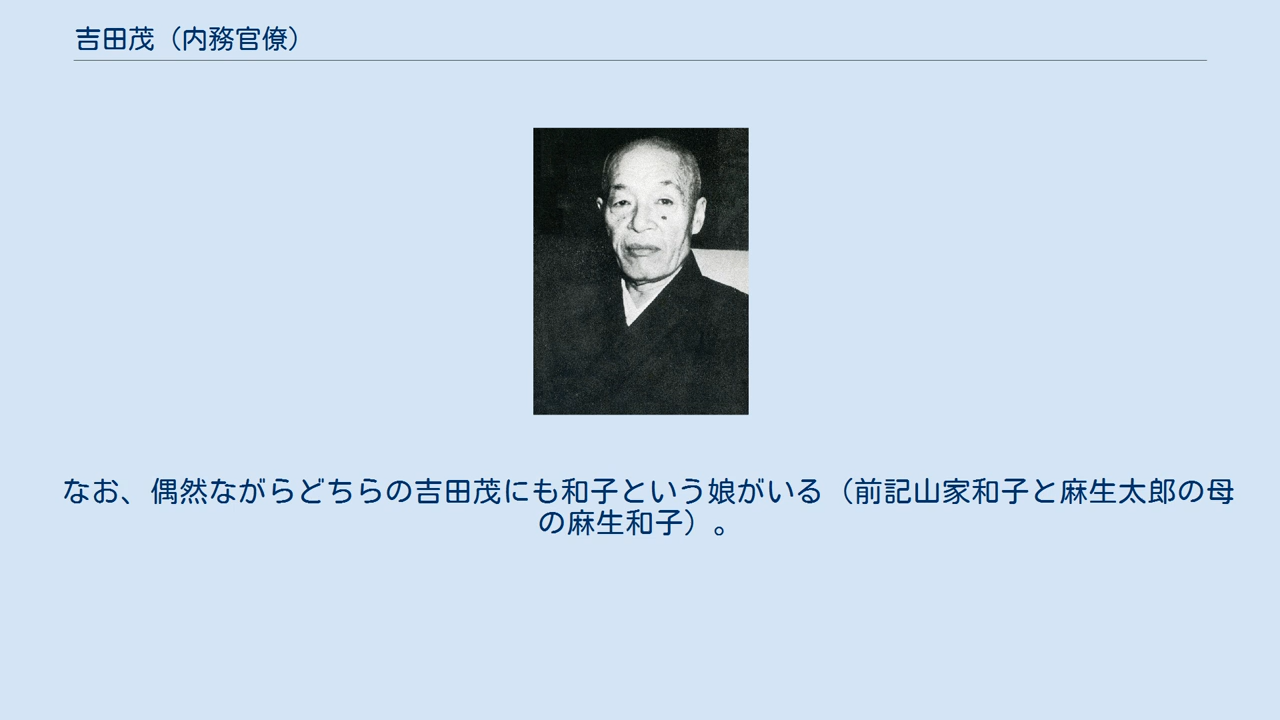 吉田茂（内務官僚）
なお、偶然ながらどちらの吉田茂にも和子という娘がいる（前記山家和子と麻生太郎の母
の麻生和子）。